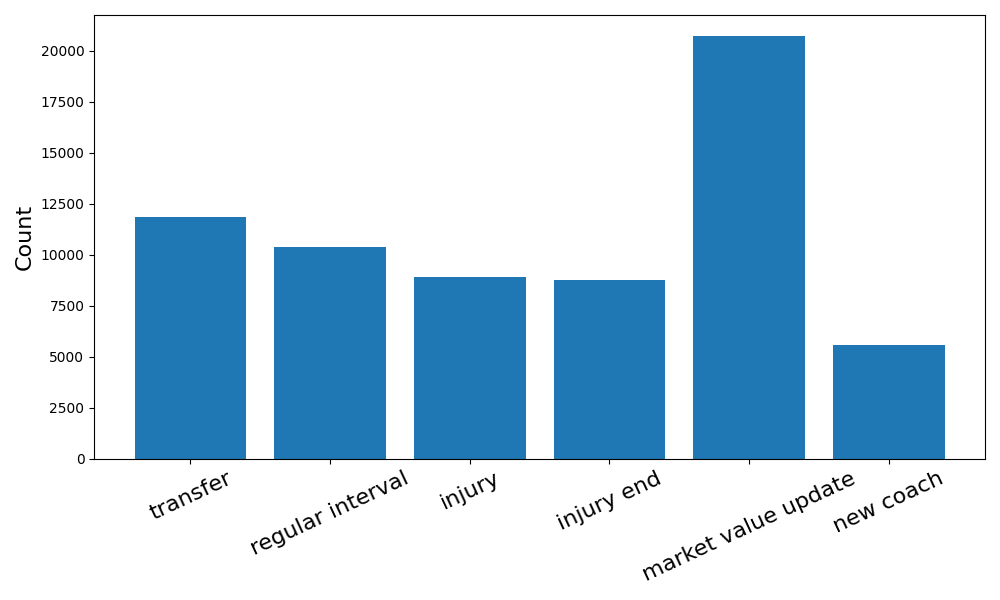 Count
20000
17500
15000
12500
10000
7500
5000
2500
0
transfer
regular interval
injury
injury end
market value update
new coach